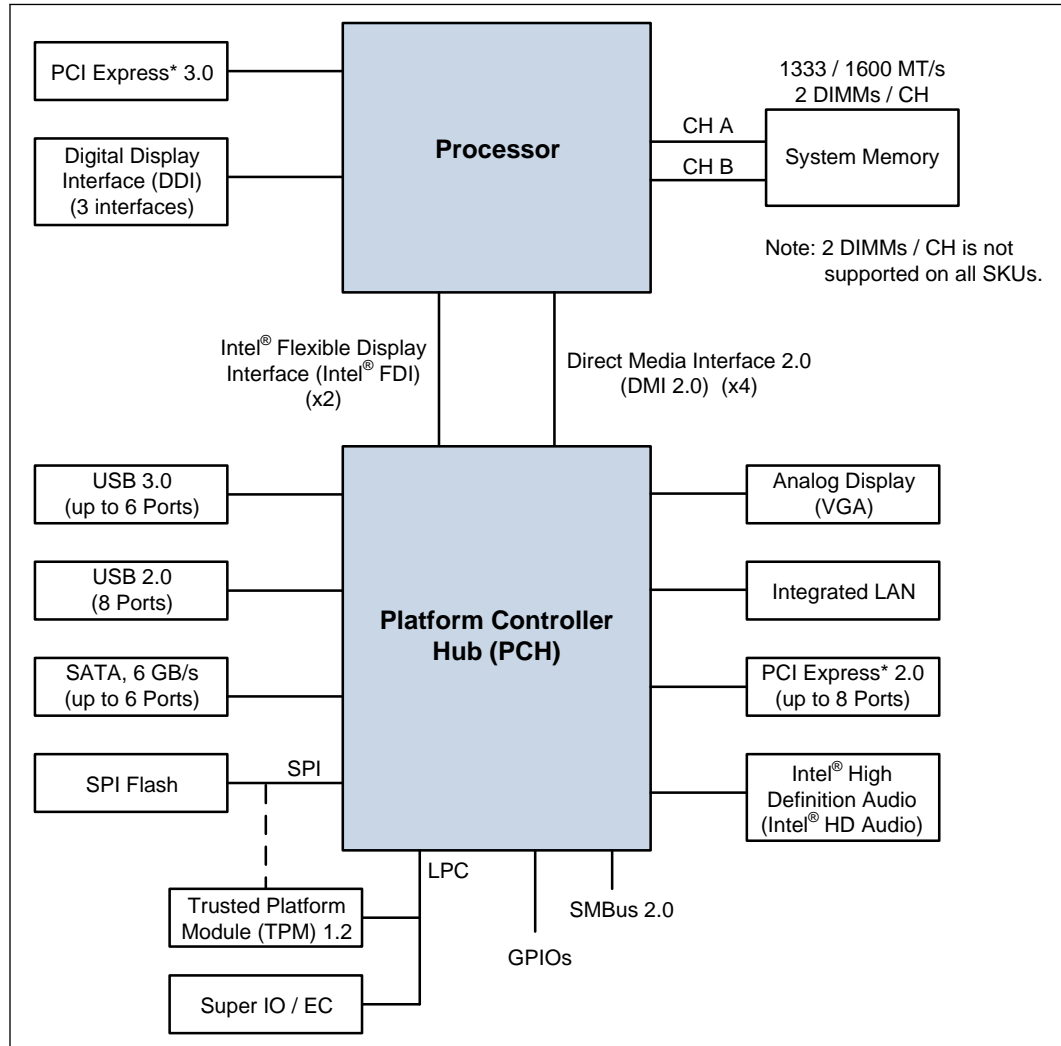 PCI Express* 3.0
Digital Display
Interface (DDI)
(3 interfaces)
Processor
1333 / 1600 MT/s
2 DIMMs / CH
CH A
CH B
System Memory
Note: 2 DIMMs / CH is not
supported on all SKUs.
Intel® Flexible Display
Interface (Intel® FDI)
(x2)
Direct Media Interface 2.0
(DMI 2.0) (x4)
USB 3.0
(up to 6 Ports)
USB 2.0
(8 Ports)
SATA, 6 GB/s
(up to 6 Ports)
SPI Flash
SPI
Platform Controller
Hub (PCH)
Analog Display
(VGA)
Integrated LAN
PCI Express* 2.0
(up to 8 Ports)
Intel® High
Definition Audio
(Intel® HD Audio)
LPC
Trusted Platform
Module (TPM) 1.2
Super IO / EC
SMBus 2.0
GPIOs